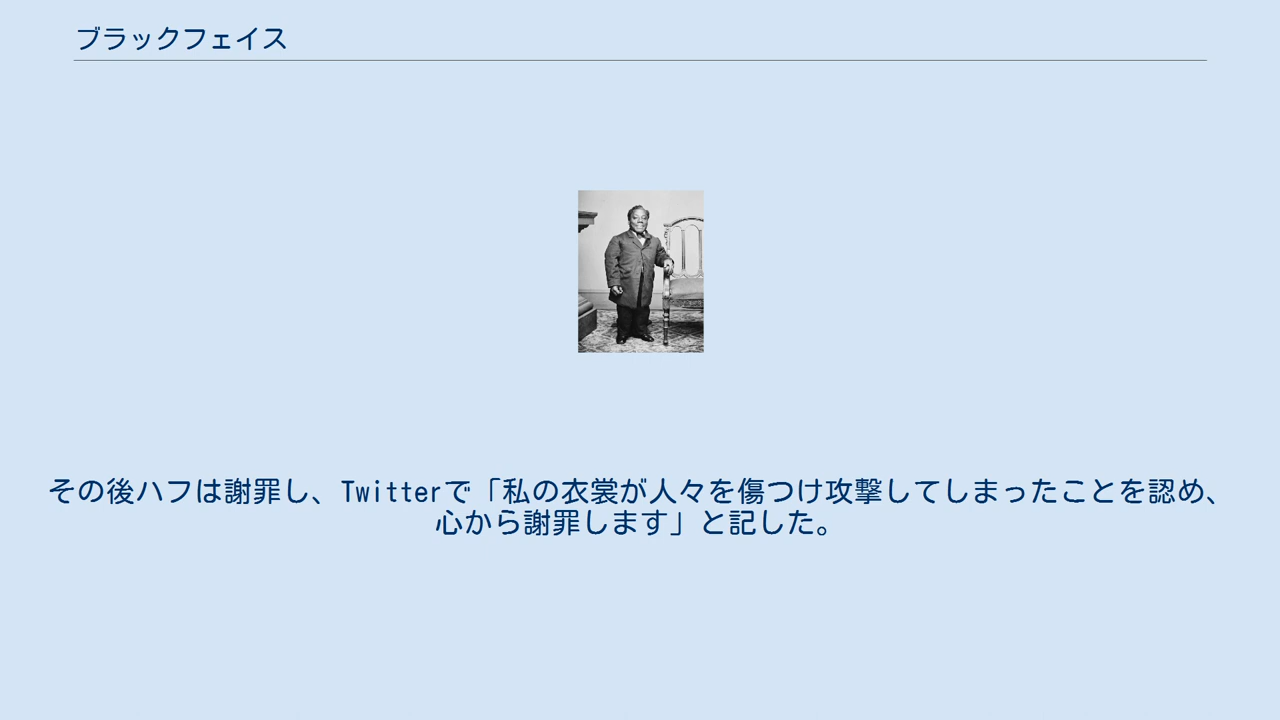 ブラックフェイス
その後ハフは謝罪し、Twitterで「私の衣裳が人々を傷つけ攻撃してしまったことを認め、
心から謝罪します」と記した。